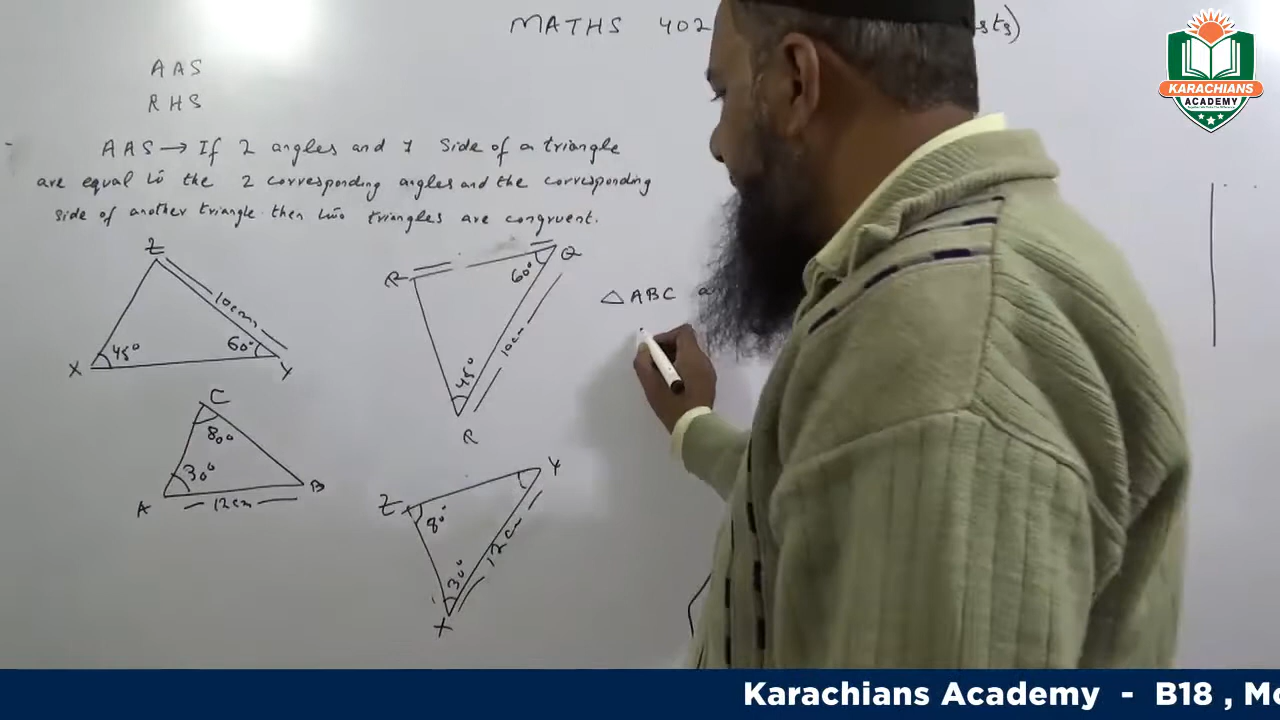 MATHS 402
sts)
AAS
RHS
AAS → If 2 angles and 1 Side of a triangle
are equal to the 2 corresponding angles and the corresponding
side of another triangle then two triangles are congruent.
Z
10cm
45°
60°
X
Y
Q
60°
10cm
45°
R
△ABC
C
80°
30°
A
12cm
B
Y
Z
80°
12cm
30°
X
KARACHIANS
ACADEMY
Karachians Academy - B18 , Mo